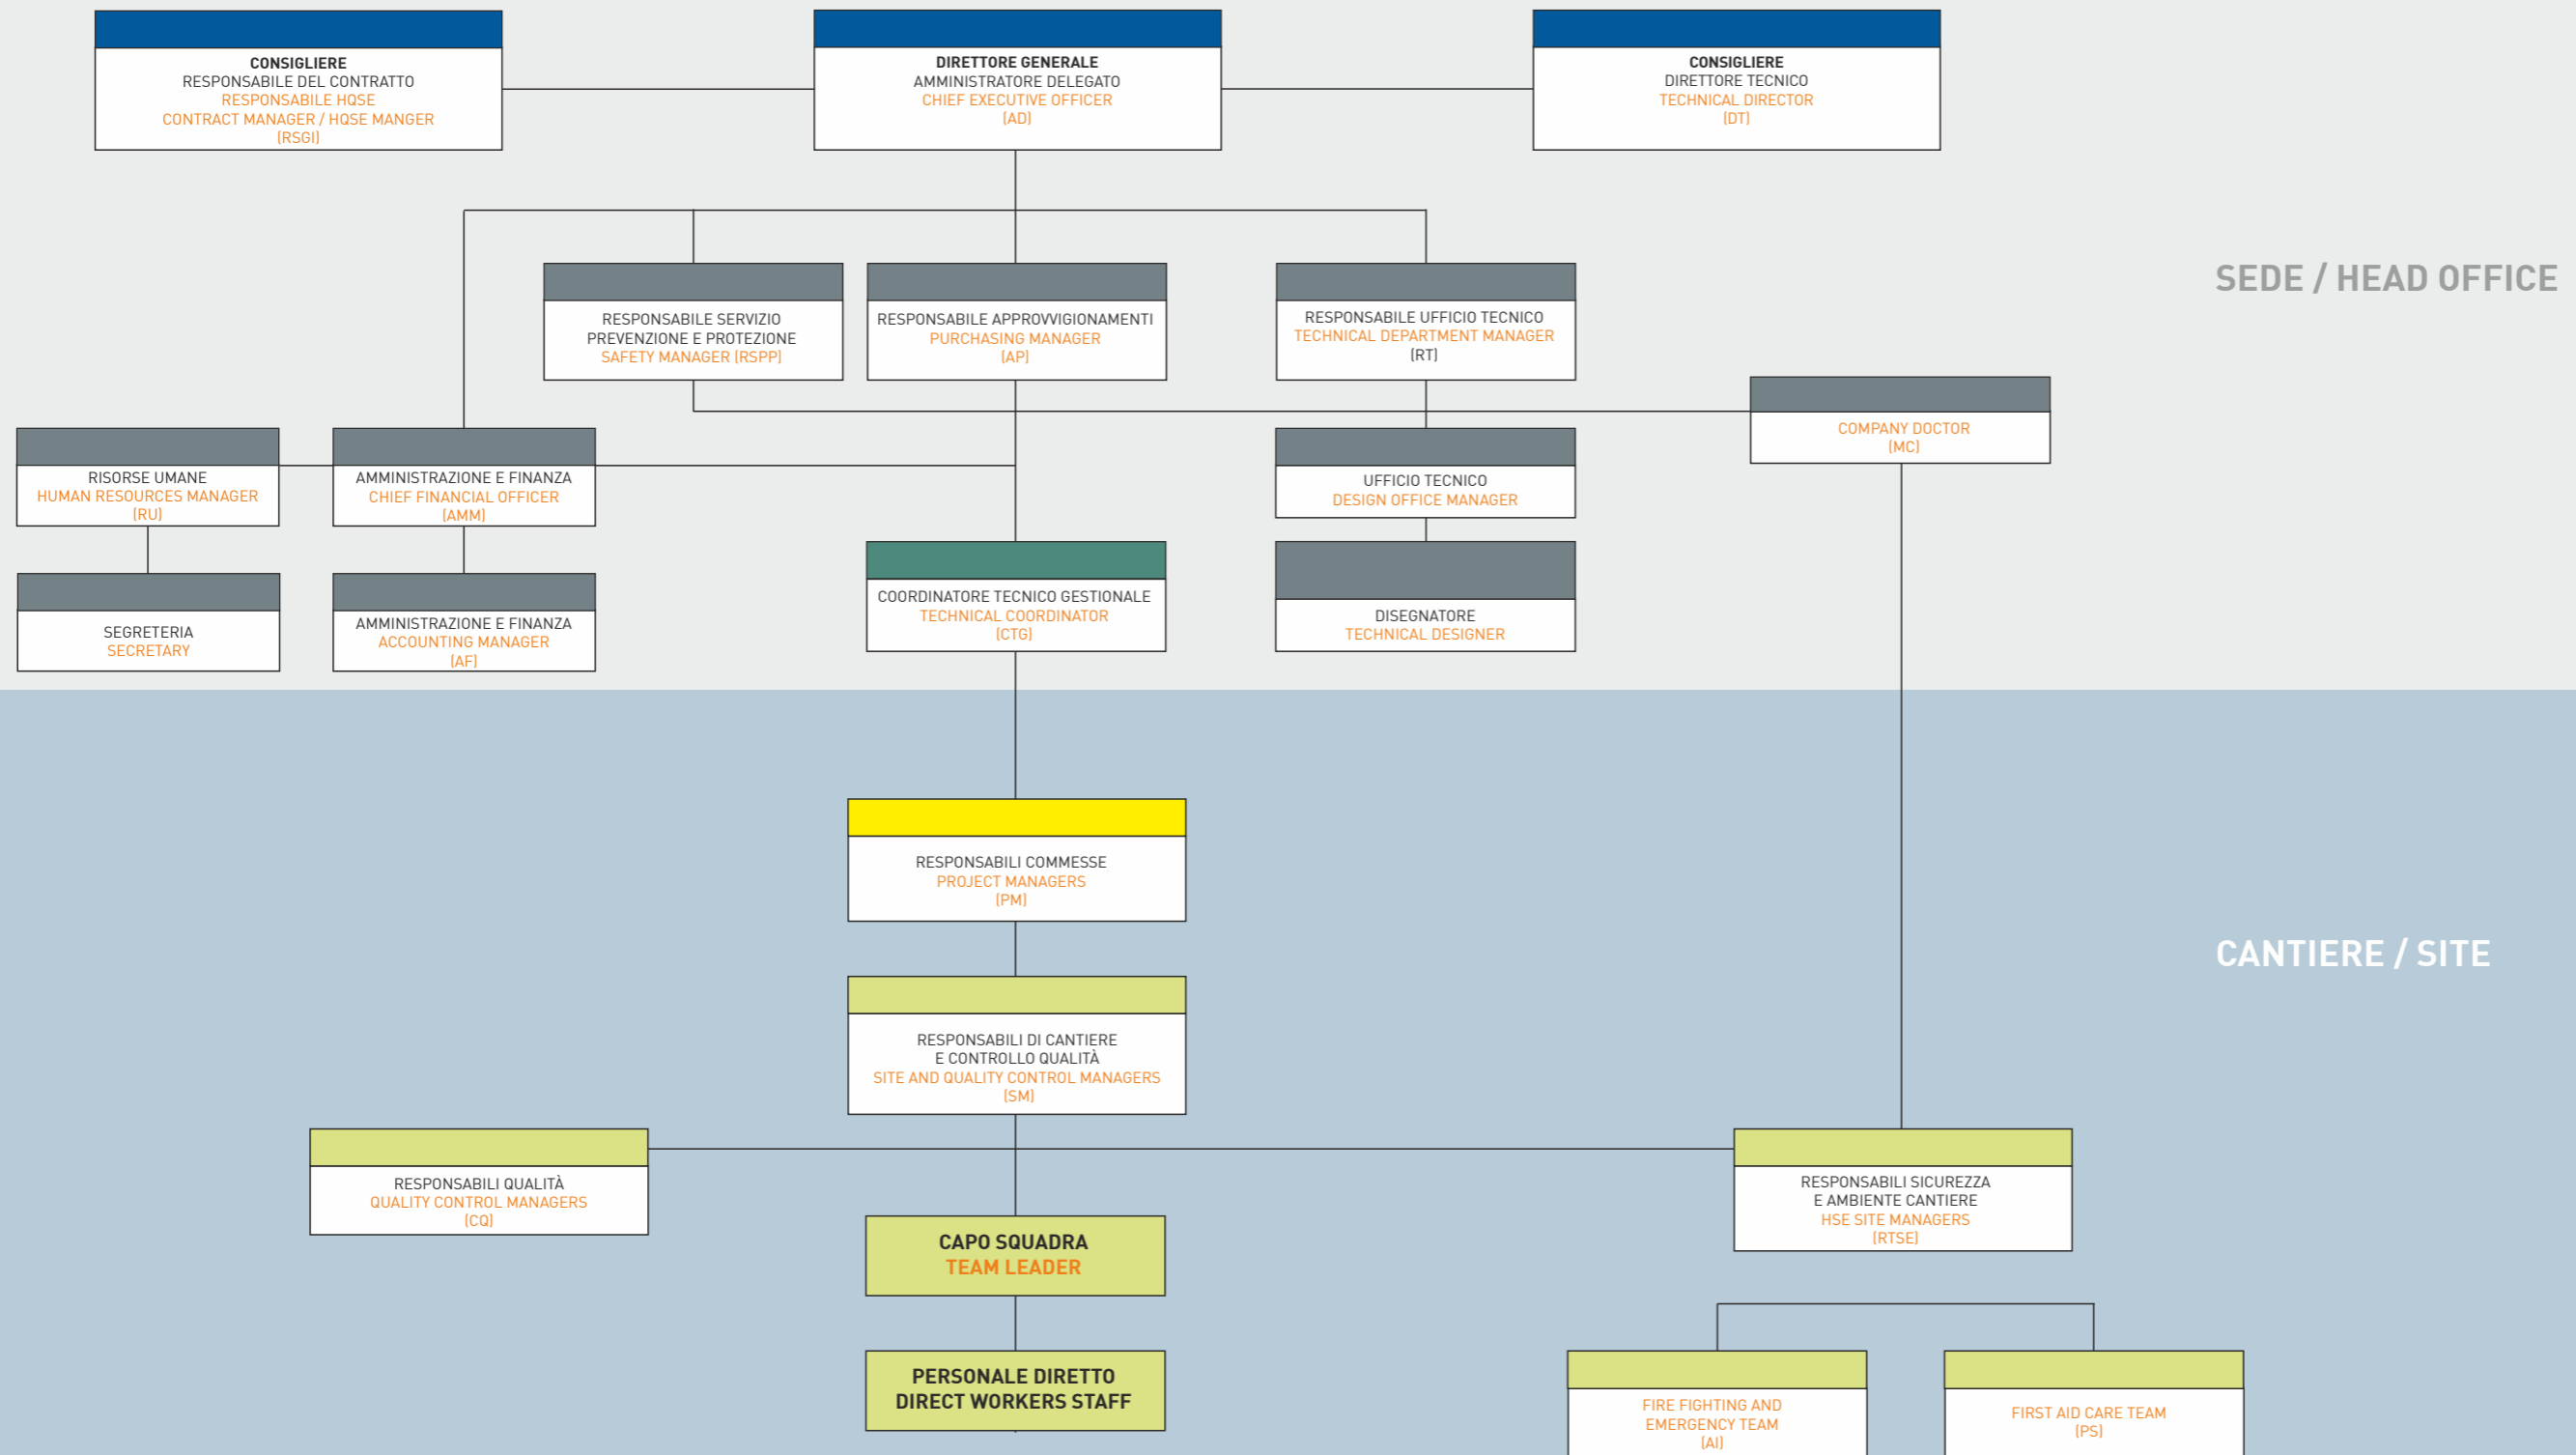 CONSIGLIERE
RESPONSABILE DEL CONTRATTO
RESPONSABILE HQSE
CONTRACT MANAGER / HQSE MANGER
(RSGI)
DIRETTORE GENERALE
AMMINISTRATORE DELEGATO
CHIEF EXECUTIVE OFFICER
(AD)
CONSIGLIERE
DIRETTORE TECNICO
TECHNICAL DIRECTOR
(DT)
SEDE / HEAD OFFICE
RESPONSABILE SERVIZIO
PREVENZIONE E PROTEZIONE
SAFETY MANAGER (RSPP)
RESPONSABILE APPROVVIGIONAMENTI
PURCHASING MANAGER
(AP)
RESPONSABILE UFFICIO TECNICO
TECHNICAL DEPARTMENT MANAGER
(RT)
COMPANY DOCTOR
(MC)
RISORSE UMANE
HUMAN RESOURCES MANAGER
(RU)
AMMINISTRAZIONE E FINANZA
CHIEF FINANCIAL OFFICER
(AMM)
UFFICIO TECNICO
DESIGN OFFICE MANAGER
SEGRETERIA
SECRETARY
AMMINISTRAZIONE E FINANZA
ACCOUNTING MANAGER
(AF)
COORDINATORE TECNICO GESTIONALE
TECHNICAL COORDINATOR
(CTG)
DISEGNATORE
TECHNICAL DESIGNER
CANTIERE / SITE
RESPONSABILI COMMESSE
PROJECT MANAGERS
(PM)
RESPONSABILI DI CANTIERE
E CONTROLLO QUALITÀ
SITE AND QUALITY CONTROL MANAGERS
(SM)
RESPONSABILI QUALITÀ
QUALITY CONTROL MANAGERS
(CQ)
RESPONSABILI SICUREZZA
E AMBIENTE CANTIERE
HSE SITE MANAGERS
(RTSE)
CAPO SQUADRA
TEAM LEADER
PERSONALE DIRETTO
DIRECT WORKERS STAFF
FIRE FIGHTING AND
EMERGENCY TEAM
(AI)
FIRST AID CARE TEAM
(PS)